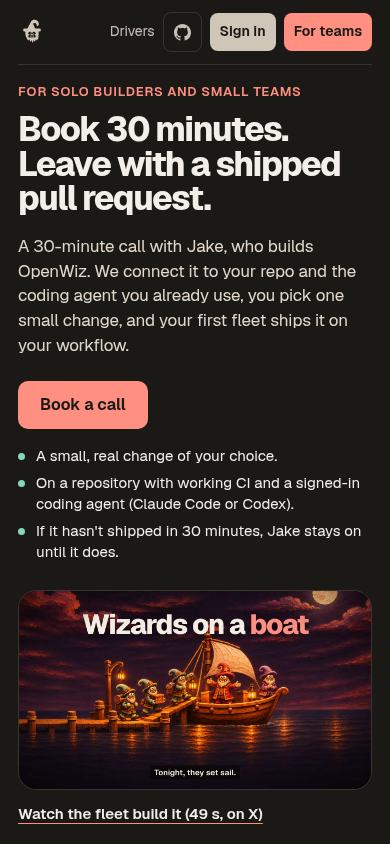 Drivers
Sign in
For teams
FOR SOLO BUILDERS AND SMALL TEAMS
Book 30 minutes.
Leave with a shipped
pull request.
A 30-minute call with Jake, who builds
OpenWiz. We connect it to your repo and the
coding agent you already use, you pick one
small change, and your first fleet ships it on
your workflow.
Book a call
A small, real change of your choice.
On a repository with working CI and a signed-in
coding agent (Claude Code or Codex).
If it hasn't shipped in 30 minutes, Jake stays on
until it does.
Wizards on a boat
Tonight, they set sail.
Watch the fleet build it (49 s, on X)